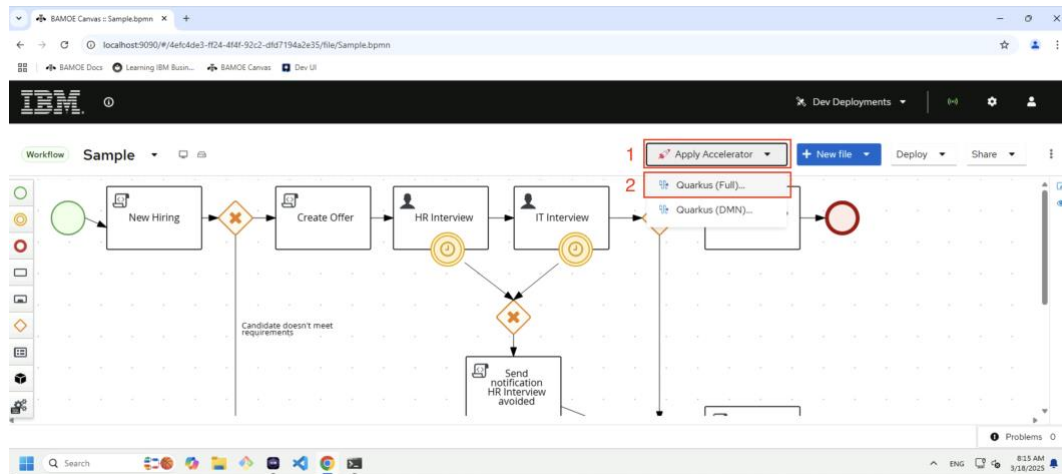 BAMOE Canvas :: Sample.bpmn
localhost:9090/#/4efc4de3-ff24-4f4f-92c2-dfd7194a2e35/file/Sample.bpmn
BAMOE Docs Learning IBM Busin... BAMOE Canvas Dev UI
IBM Dev Deployments
Workflow Sample 1 Apply Accelerator + New file Deploy Share
2 Quarkus (Full)...
Quarkus (DMN)...
New Hiring Create Offer HR Interview IT Interview
Candidate doesn't meet
requirements
Send
notification
HR Interview
avoided
Problems 0
Search ENG 8:15 AM
3/18/2025